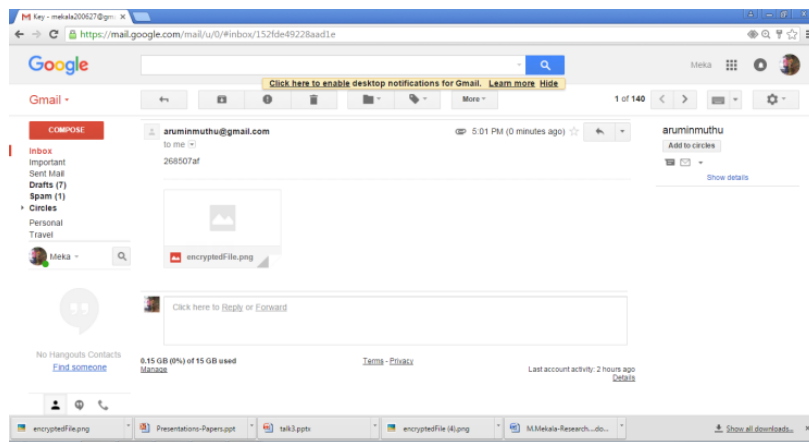 Key - mekala200627@gm
https://mail.google.com/mail/u/0/#inbox/152fde49228aad1e
Google
Meka
Click here to enable desktop notifications for Gmail. Learn more Hide
Gmail
More
1 of 140
COMPOSE
Inbox
Important
Sent Mail
Drafts (7)
Spam (1)
Circles
Personal
Travel
Meka
aruminmuthu@gmail.com
to me
5:01 PM (0 minutes ago)
268507af
encryptedFile.png
Click here to Reply or Forward
aruminmuthu
Add to circles
Show details
No Hangouts Contacts
Find someone
0.15 GB (0%) of 15 GB used
Manage
Terms - Privacy
Last account activity: 2 hours ago
Details
encryptedFile.png
Presentations-Papers.ppt
talk3.pptx
encryptedFile (4).png
M.Mekala-Research....do...
Show all downloads...